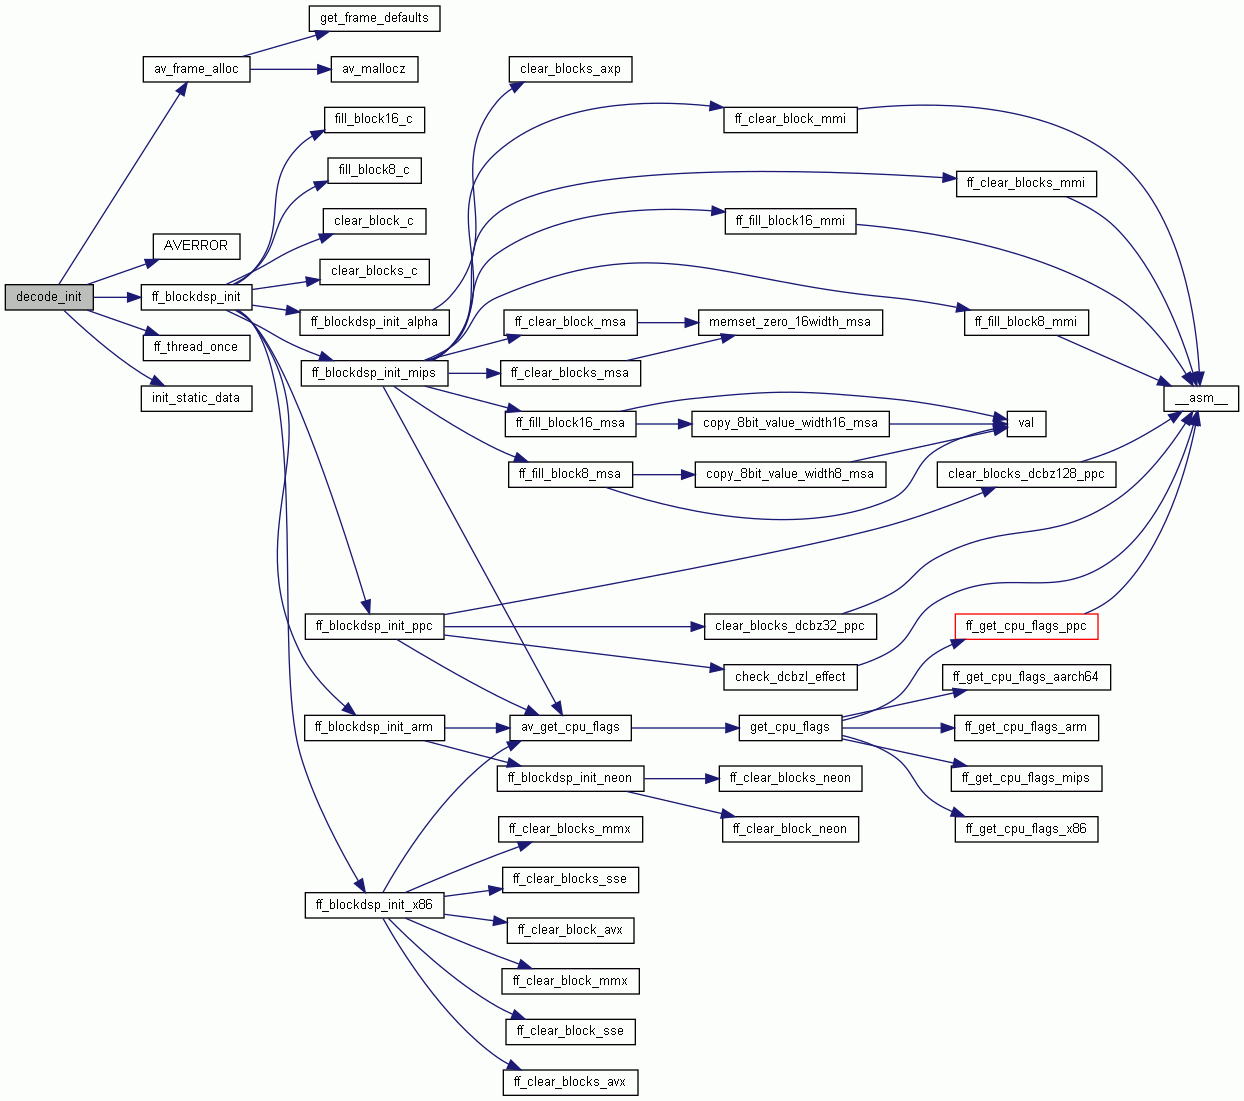 get_frame_defaults
av_frame_alloc
av_mallocz
clear_blocks_axp
fill_block16_c
ff_clear_block_mmi
fill_block8_c
ff_clear_blocks_mmi
clear_block_c
ff_fill_block16_mmi
AVERROR
clear_blocks_c
decode_init
ff_blockdsp_init
ff_blockdsp_init_alpha
ff_clear_block_msa
memset_zero_16width_msa
ff_fill_block8_mmi
ff_thread_once
ff_blockdsp_init_mips
ff_clear_blocks_msa
init_static_data
__asm__
ff_fill_block16_msa
copy_8bit_value_width16_msa
val
ff_fill_block8_msa
copy_8bit_value_width8_msa
clear_blocks_dcbz128_ppc
ff_blockdsp_init_ppc
clear_blocks_dcbz32_ppc
ff_get_cpu_flags_ppc
check_dcbzl_effect
ff_get_cpu_flags_aarch64
ff_blockdsp_init_arm
av_get_cpu_flags
get_cpu_flags
ff_get_cpu_flags_arm
ff_blockdsp_init_neon
ff_clear_blocks_neon
ff_get_cpu_flags_mips
ff_clear_blocks_mmx
ff_clear_block_neon
ff_get_cpu_flags_x86
ff_clear_blocks_sse
ff_blockdsp_init_x86
ff_clear_block_avx
ff_clear_block_mmx
ff_clear_block_sse
ff_clear_blocks_avx